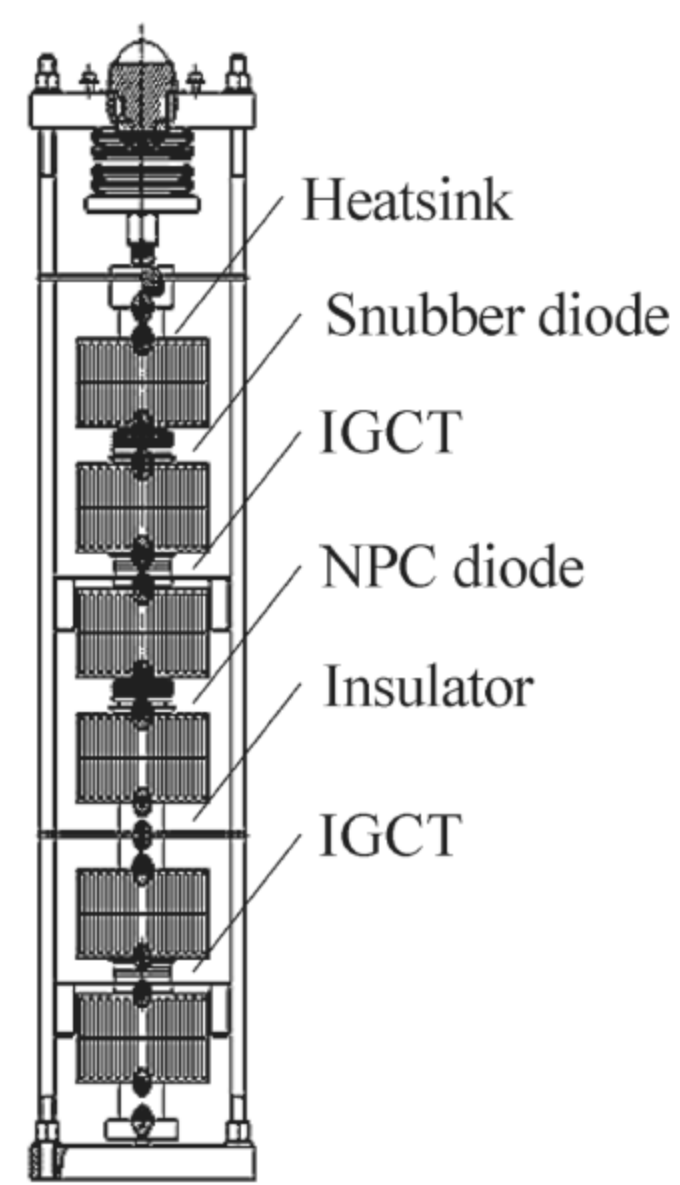 Heatsink
Snubber diode
IGCT
NPC diode
Insulator
IGCT